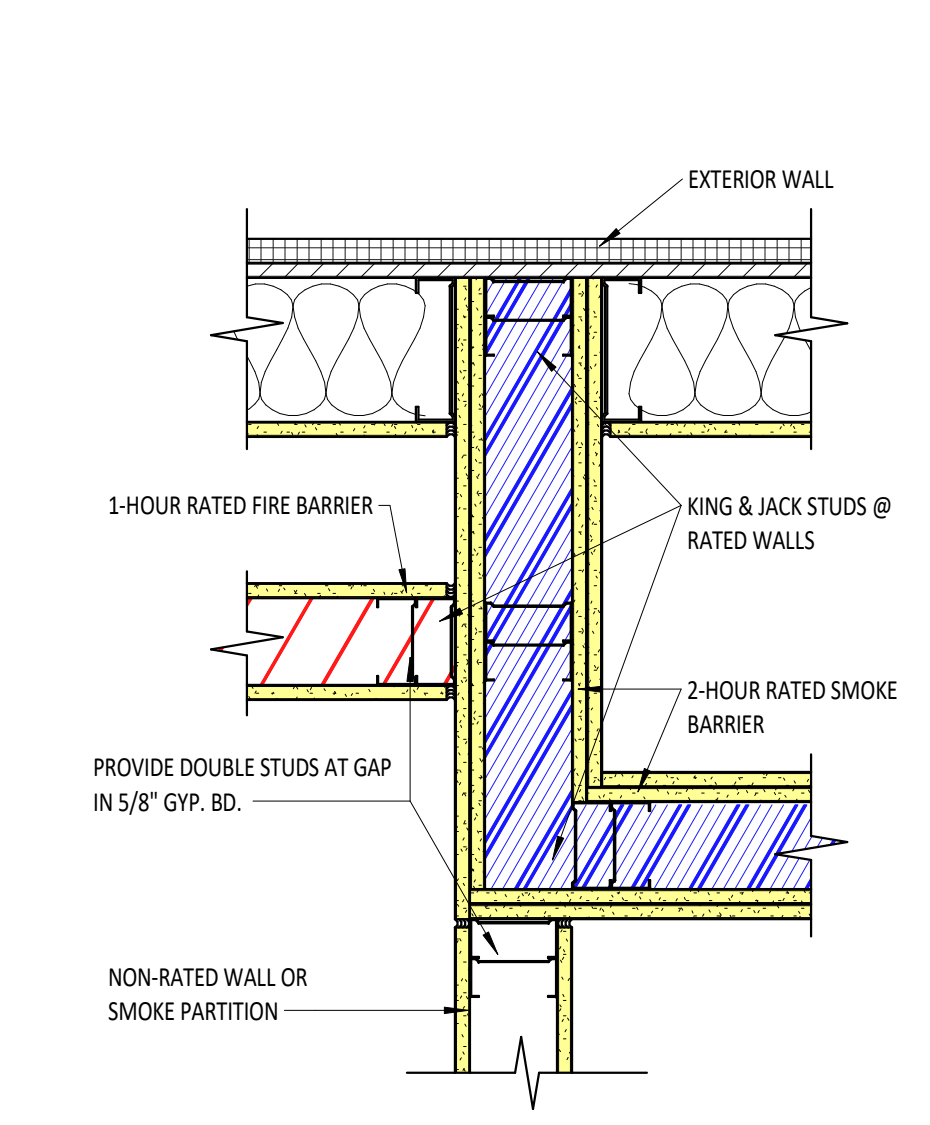 EXTERIOR WALL
1-HOUR RATED FIRE BARRIER
KING & JACK STUDS @
RATED WALLS
2-HOUR RATED SMOKE
BARRIER
PROVIDE DOUBLE STUDS AT GAP
IN 5/8" GYP. BD.
NON-RATED WALL OR
SMOKE PARTITION